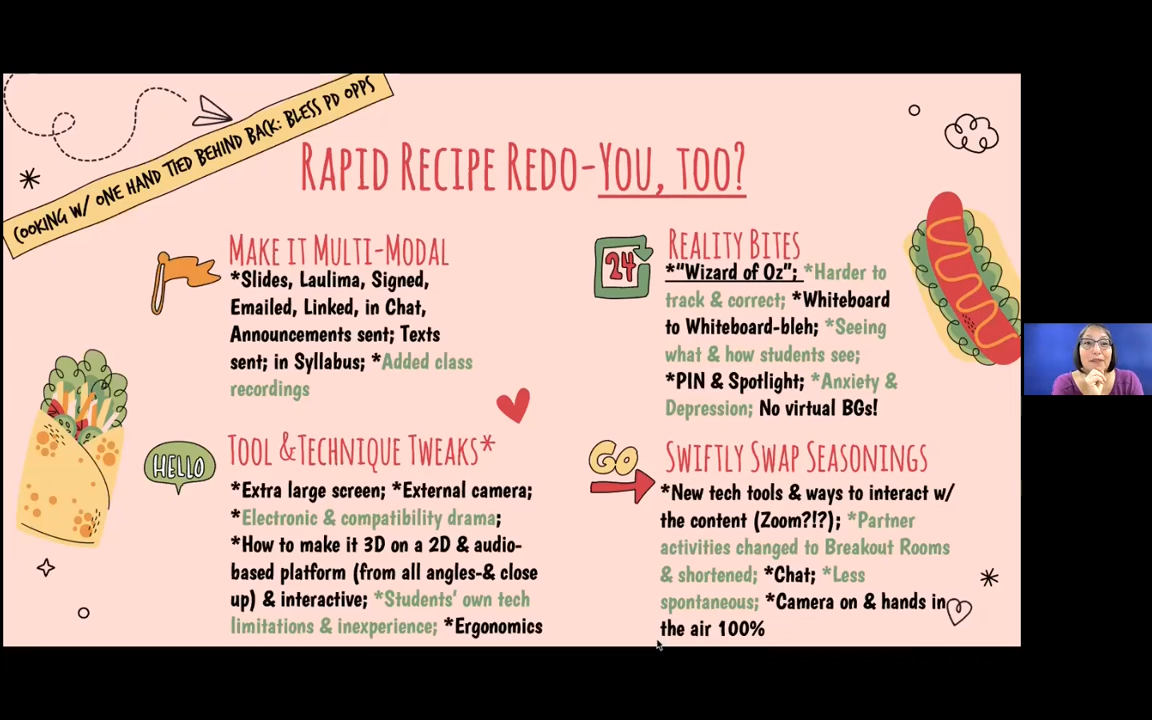 COOKING W/ ONE HAND TIED BEHIND BACK: BLESS PD OPPS
RAPID RECIPE REDO-YOU, TOO?
MAKE IT MULTI-MODAL
*Slides, Laulima, Signed,
Emailed, Linked, in Chat,
Announcements sent; Texts
sent; in Syllabus; *Added class
recordings
24
REALITY BITES
*“Wizard of Oz”; *Harder to
track & correct; *Whiteboard
to Whiteboard-bleh; *Seeing
what & how students see;
*PIN & Spotlight; *Anxiety &
Depression; No virtual BGs!
HELLO
TOOL &TECHNIQUE TWEAKS*
*Extra large screen; *External camera;
*Electronic & compatibility drama;
*How to make it 3D on a 2D & audio-
based platform (from all angles-& close
up) & interactive; *Students’ own tech
limitations & inexperience; *Ergonomics
GO
SWIFTLY SWAP SEASONINGS
*New tech tools & ways to interact w/
the content (Zoom?!?); *Partner
activities changed to Breakout Rooms
& shortened; *Chat; *Less
spontaneous; *Camera on & hands in
the air 100%